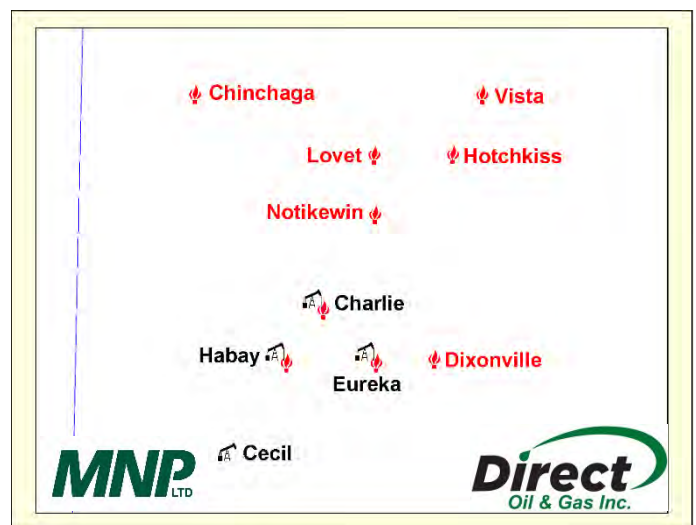 Chinchaga
Vista
Lovet
Hotchkiss
Notikewin
Charlie
Habay
Eureka
Dixonville
Cecil
MNP
LTD
Direct
Oil & Gas Inc.